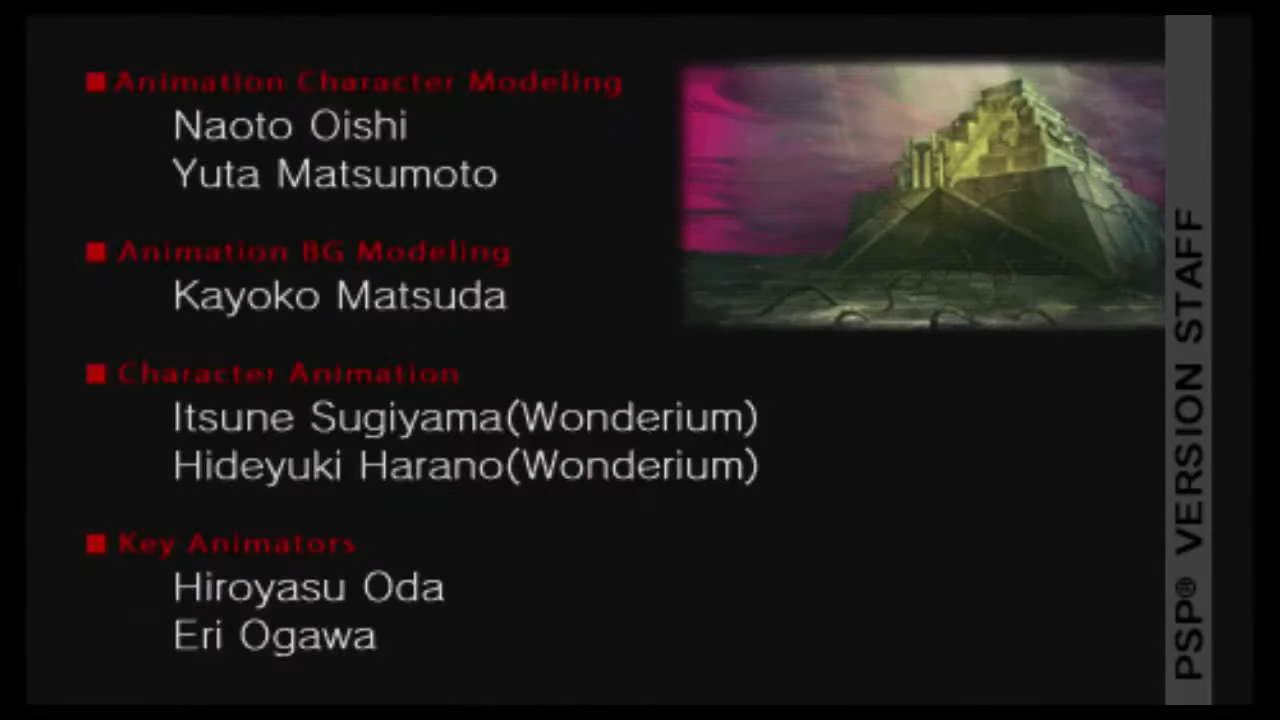 ■ Animation Character Modeling
Naoto Oishi
Yuta Matsumoto
■ Animation BG Modeling
Kayoko Matsuda
■ Character Animation
Itsune Sugiyama(Wonderium)
Hideyuki Harano(Wonderium)
■ Key Animators
Hiroyasu Oda
Eri Ogawa
PSP® VERSION STAFF